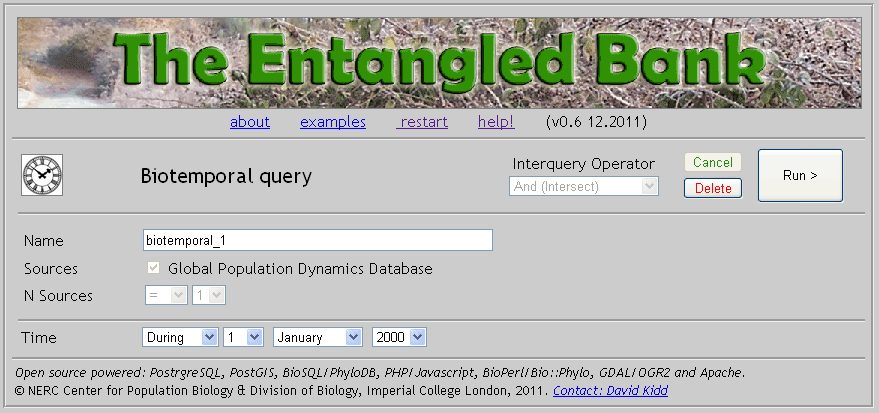 The Entangled Bank
about examples restart help! (v0.6 12.2011)
Biotemporal query
Interquery Operator
And (Intersect)
Cancel
Delete
Run >
Name biotemporal_1
Sources Global Population Dynamics Database
N Sources = 1
Time During 1 January 2000
Open source powered: PostrgreSQL, PostGIS, BioSQL/PhyloDB, PHP/Javascript, BioPerl/Bio::Phylo, GDAL/OGR2 and Apache.
© NERC Center for Population Biology & Division of Biology, Imperial College London, 2011. Contact: David Kidd